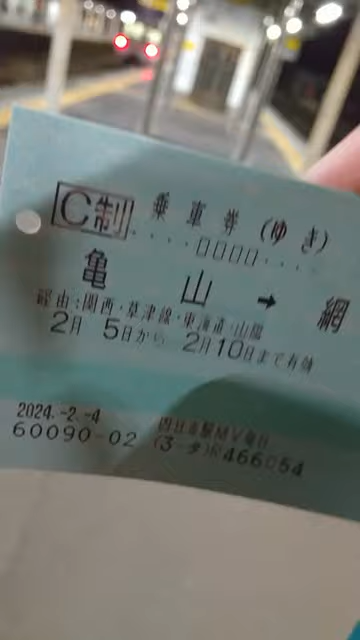 C制 乗車券 (ゆき)
....□□□□....
亀 山 → 網
経由:関西・草津線・東海道・山陽
2月 5日から 2月10日まで有効
2024.-2.-4
60090-02 (3-タ)
466054